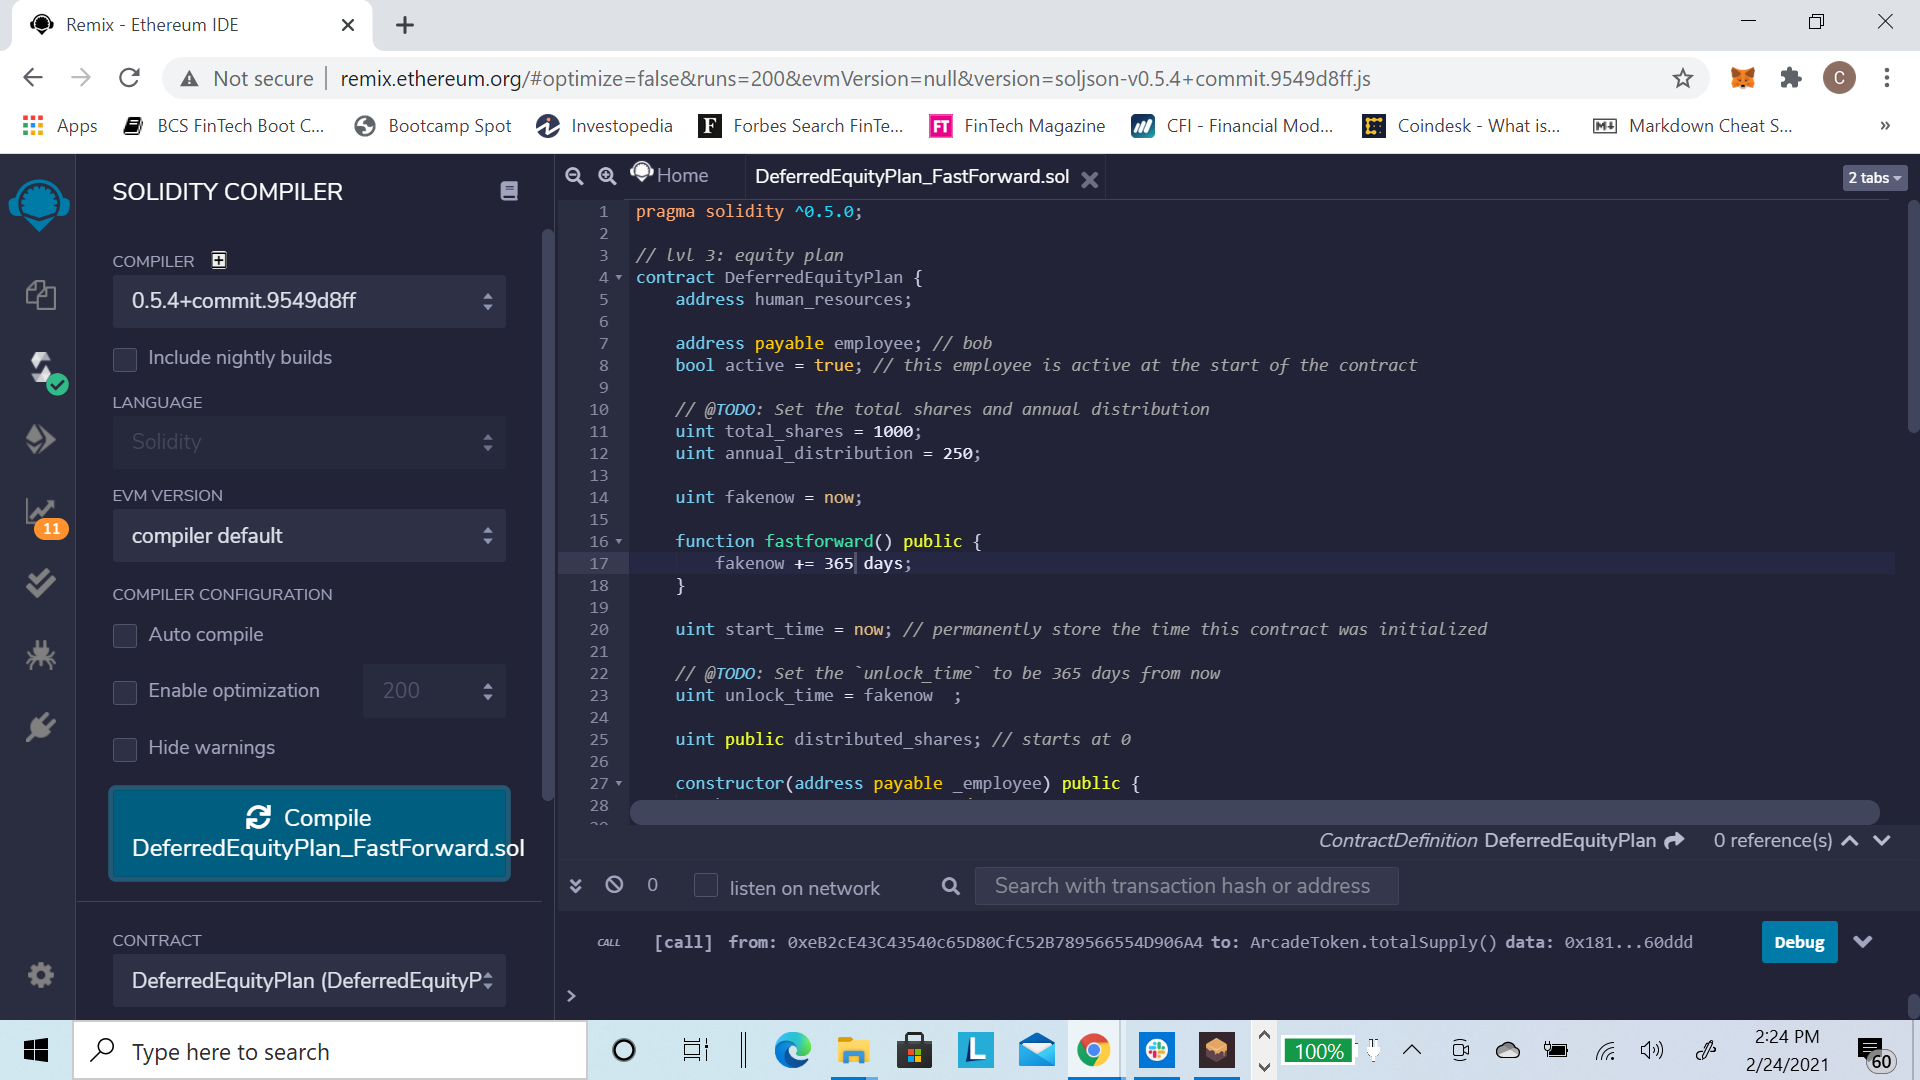 Remix - Ethereum IDE
Not secure | remix.ethereum.org/#optimize=false&runs=200&evmVersion=null&version=soljson-v0.5.4+commit.9549d8ff.js
C
Apps BCS FinTech Boot C... Bootcamp Spot Investopedia Forbes Search FinTe... FinTech Magazine CFI - Financial Mod... Coindesk - What is... Markdown Cheat S... »
SOLIDITY COMPILER
COMPILER
0.5.4+commit.9549d8ff
Include nightly builds
LANGUAGE
Solidity
EVM VERSION
compiler default
COMPILER CONFIGURATION
Auto compile
Enable optimization 200
Hide warnings
Compile
DeferredEquityPlan_FastForward.sol
CONTRACT
DeferredEquityPlan (DeferredEquityP
11
Home DeferredEquityPlan_FastForward.sol 2 tabs
1 pragma solidity ^0.5.0;
2
3 // lvl 3: equity plan
4 contract DeferredEquityPlan {
5 address human_resources;
6
7 address payable employee; // bob
8 bool active = true; // this employee is active at the start of the contract
9
10 // @TODO: Set the total shares and annual distribution
11 uint total_shares = 1000;
12 uint annual_distribution = 250;
13
14 uint fakenow = now;
15
16 function fastforward() public {
17 fakenow += 365 days;
18 }
19
20 uint start_time = now; // permanently store the time this contract was initialized
21
22 // @TODO: Set the `unlock_time` to be 365 days from now
23 uint unlock_time = fakenow  ;
24
25 uint public distributed_shares; // starts at 0
26
27 constructor(address payable _employee) public {
28
ContractDefinition DeferredEquityPlan 0 reference(s)
0 listen on network Search with transaction hash or address
CALL [call] from: 0xeB2cE43C43540c65D80CfC52B789566554D906A4 to: ArcadeToken.totalSupply() data: 0x181...60ddd Debug
>
Type here to search
100%
2:24 PM
2/24/2021
60